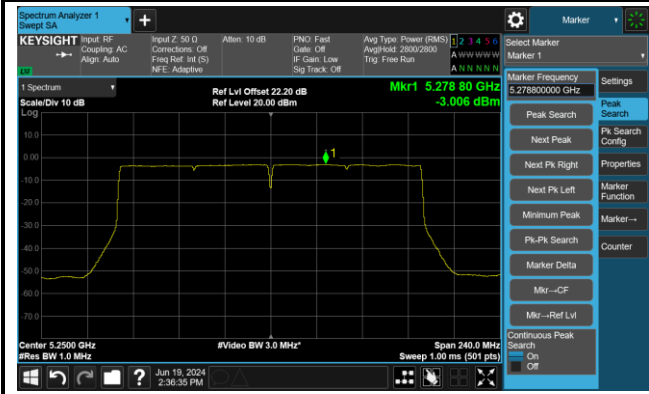 Spectrum Analyzer 1
Swept SA
Marker
KEYSIGHT
Input: RF
Coupling: AC
Align: Auto
Input Z: 50 Ω
Corrections: Off
Freq Ref: Int (S)
NFE: Adaptive
Atten: 10 dB
PNO: Fast
Gate: Off
IF Gain: Low
Sig Track: Off
Avg Type: Power (RMS)
Avg|Hold: 2800/2800
Trig: Free Run
1 2 3 4 5 6
A W W W W W
A N N N N N
LW
Select Marker
Marker 1
1 Spectrum
Scale/Div 10 dB
Log
Ref Lvl Offset 22.20 dB
Ref Level 20.00 dBm
Mkr1 5.278 80 GHz
-3.006 dBm
10.0
0.00
-10.0
-20.0
-30.0
-40.0
-50.0
-60.0
-70.0
1
Center 5.2500 GHz
#Res BW 1.0 MHz
#Video BW 3.0 MHz*
Span 240.0 MHz
Sweep 1.00 ms (501 pts)
Marker Frequency
5.278800000 GHz
Peak Search
Next Peak
Next Pk Right
Next Pk Left
Minimum Peak
Pk-Pk Search
Marker Delta
Mkr→CF
Mkr→Ref Lvl
Continuous Peak
Search
On
Off
Settings
Peak
Search
Pk Search
Config
Properties
Marker
Function
Marker→
Counter
Jun 19, 2024
2:36:35 PM